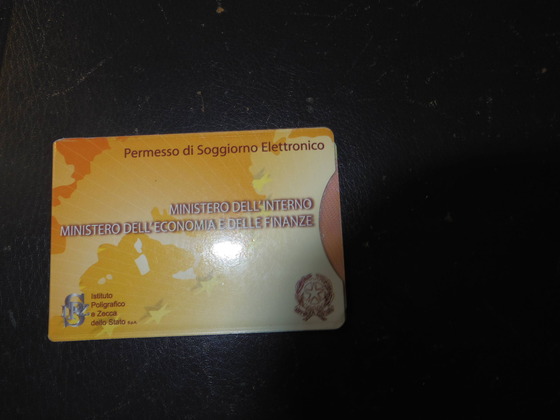 Permesso di Soggiorno Elettronico
MINISTERO DELL'INTERNO
MINISTERO DELL'ECONOMIA E DELLE FINANZE
Istituto
Poligrafico
e Zecca
dello Stato S.p.A.